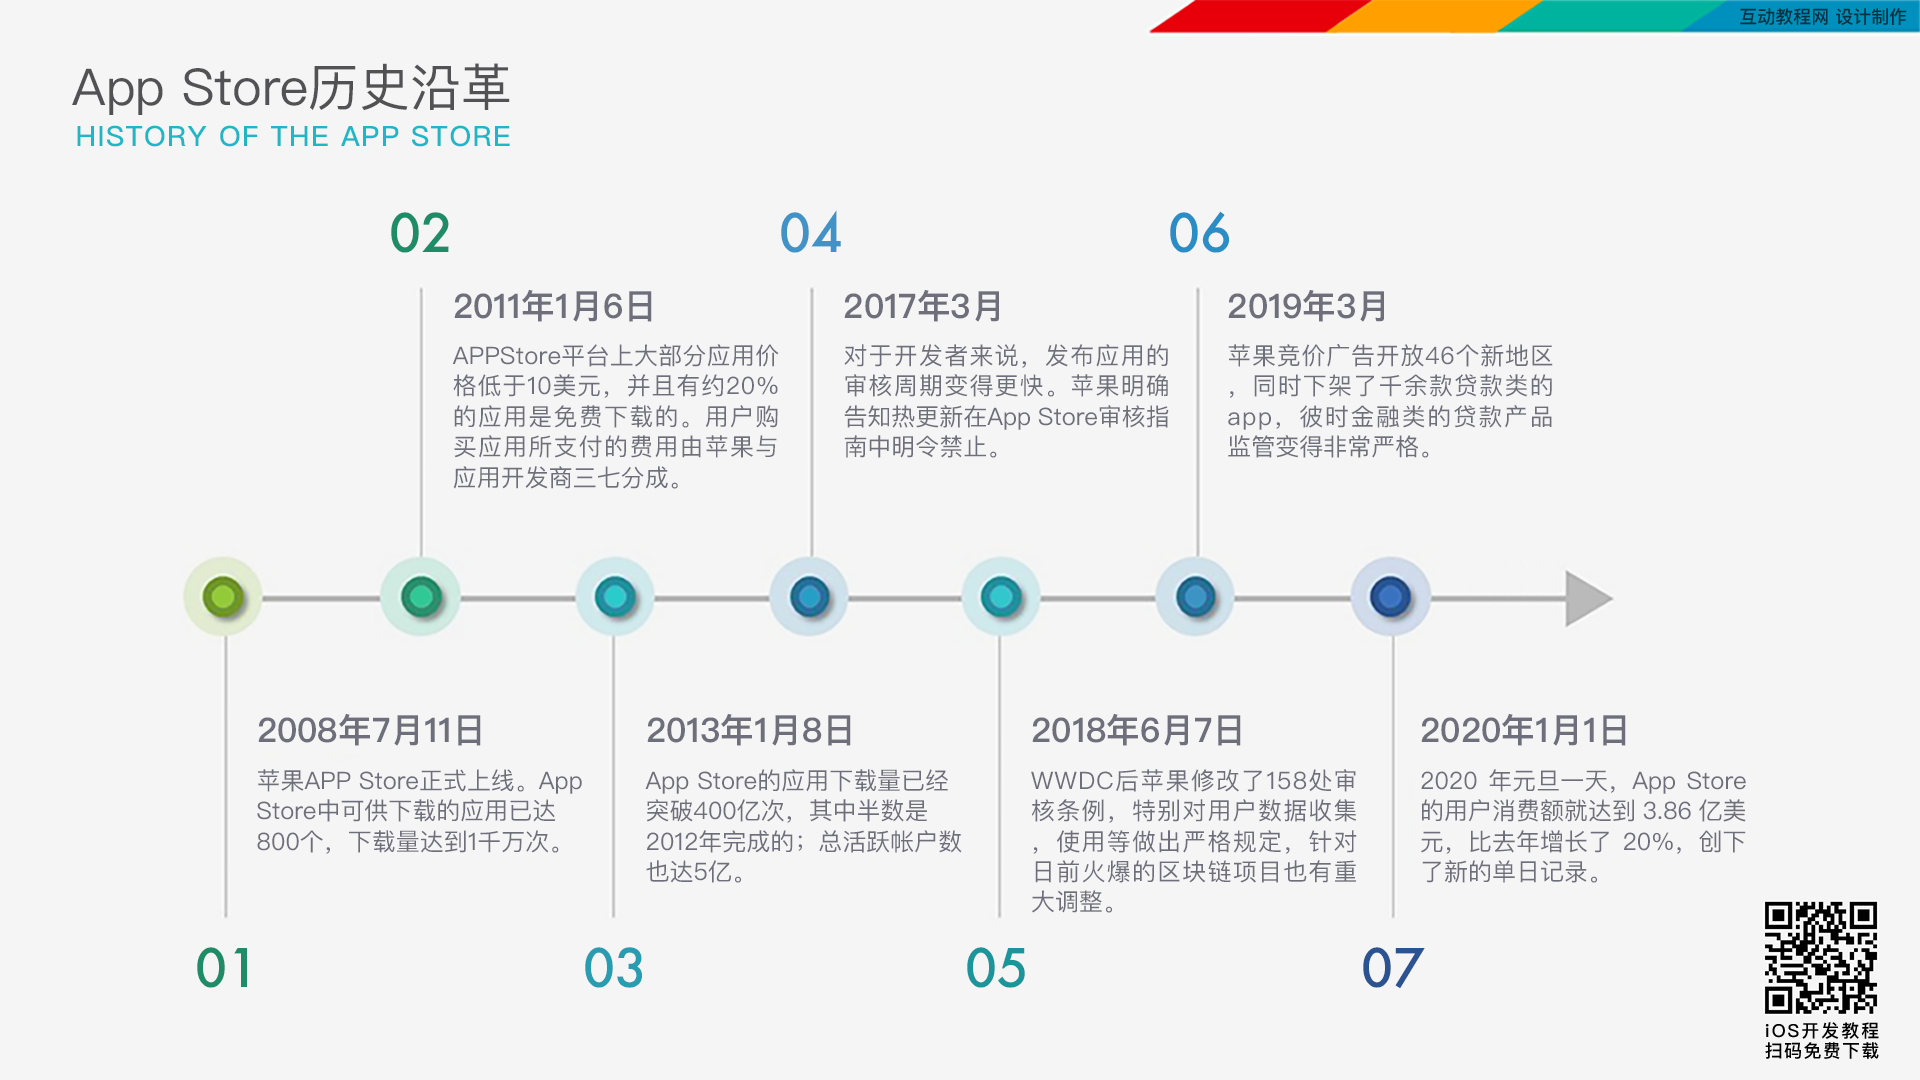 互动教程网 设计制作
App Store历史沿革
HISTORY OF THE APP STORE
02
2011年1月6日
APPStore平台上大部分应用价
格低于10美元，并且有约20%
的应用是免费下载的。用户购
买应用所支付的费用由苹果与
应用开发商三七分成。
04
2017年3月
对于开发者来说，发布应用的
审核周期变得更快。苹果明确
告知热更新在App Store审核指
南中明令禁止。
06
2019年3月
苹果竞价广告开放46个新地区
，同时下架了千余款贷款类的
app，彼时金融类的贷款产品
监管变得非常严格。
2008年7月11日
苹果APP Store正式上线。App
Store中可供下载的应用已达
800个，下载量达到1千万次。
01
2013年1月8日
App Store的应用下载量已经
突破400亿次，其中半数是
2012年完成的；总活跃帐户数
也达5亿。
03
2018年6月7日
WWDC后苹果修改了158处审
核条例，特别对用户数据收集
，使用等做出严格规定，针对
日前火爆的区块链项目也有重
大调整。
05
2020年1月1日
2020 年元旦一天，App Store
的用户消费额就达到 3.86 亿美
元，比去年增长了 20%，创下
了新的单日记录。
07
iOS开发教程
扫码免费下载